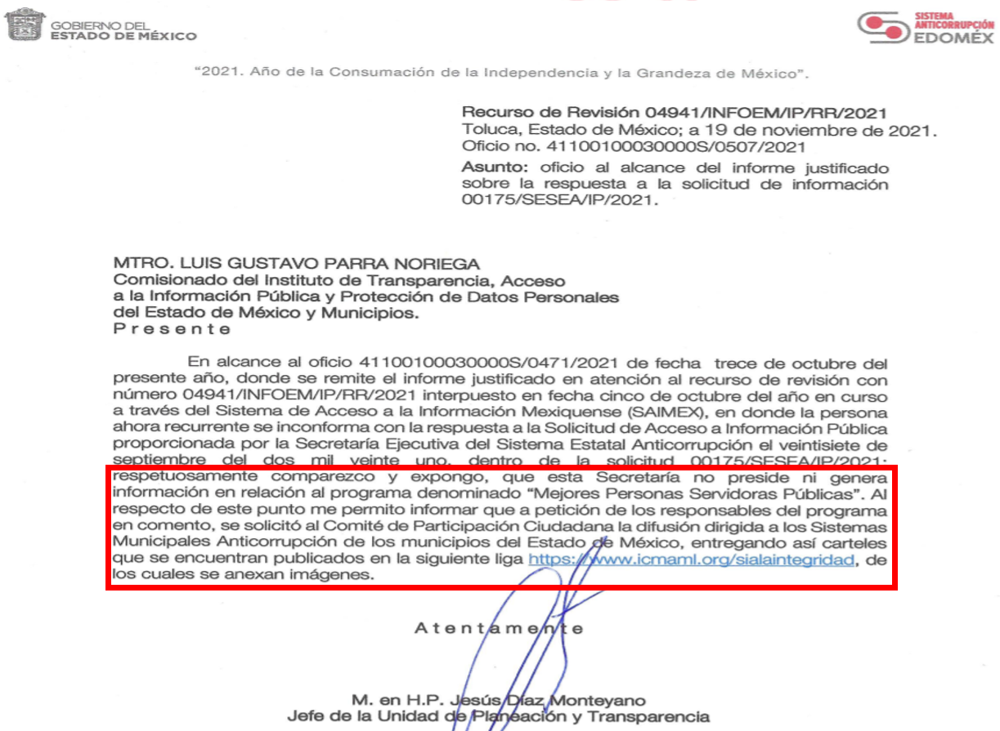 GOBIERNO DEL
ESTADO DE MÉXICO
SISTEMA
ANTICORRUPCIÓN
EDOMÉX
“2021. Año de la Consumación de la Independencia y la Grandeza de México”.
Recurso de Revisión 04941/INFOEM/IP/RR/2021
Toluca, Estado de México; a 19 de noviembre de 2021.
Oficio no. 41100100030000S/0507/2021
Asunto: oficio al alcance del informe justificado
sobre la respuesta a la solicitud de información
00175/SESEA/IP/2021.
MTRO. LUIS GUSTAVO PARRA NORIEGA
Comisionado del Instituto de Transparencia, Acceso
a la Información Pública y Protección de Datos Personales
del Estado de México y Municipios.
P r e s e n t e
En alcance al oficio 41100100030000S/0471/2021 de fecha trece de octubre del
presente año, donde se remite el informe justificado en atención al recurso de revisión con
número 04941/INFOEM/IP/RR/2021 interpuesto en fecha cinco de octubre del año en curso
a través del Sistema de Acceso a la Información Mexiquense (SAIMEX), en donde la persona
ahora recurrente se inconforma con la respuesta a la Solicitud de Acceso a Información Pública
proporcionada por la Secretaría Ejecutiva del Sistema Estatal Anticorrupción el veintisiete de
septiembre del dos mil veinte uno, dentro de la solicitud 00175/SESEA/IP/2021;
respetuosamente comparezco y expongo, que esta Secretaría no preside ni genera
información en relación al programa denominado “Mejores Personas Servidoras Públicas”. Al
respecto de este punto me permito informar que a petición de los responsables del programa
en comento, se solicitó al Comité de Participación Ciudadana la difusión dirigida a los Sistemas
Municipales Anticorrupción de los municipios del Estado de México, entregando así carteles
que se encuentran publicados en la siguiente liga https://www.icmaml.org/sialaintegridad, de
los cuales se anexan imágenes.
A t e n t a m e n t e
M. en H.P. Jesús Díaz Monteyano
Jefe de la Unidad de Planeación y Transparencia